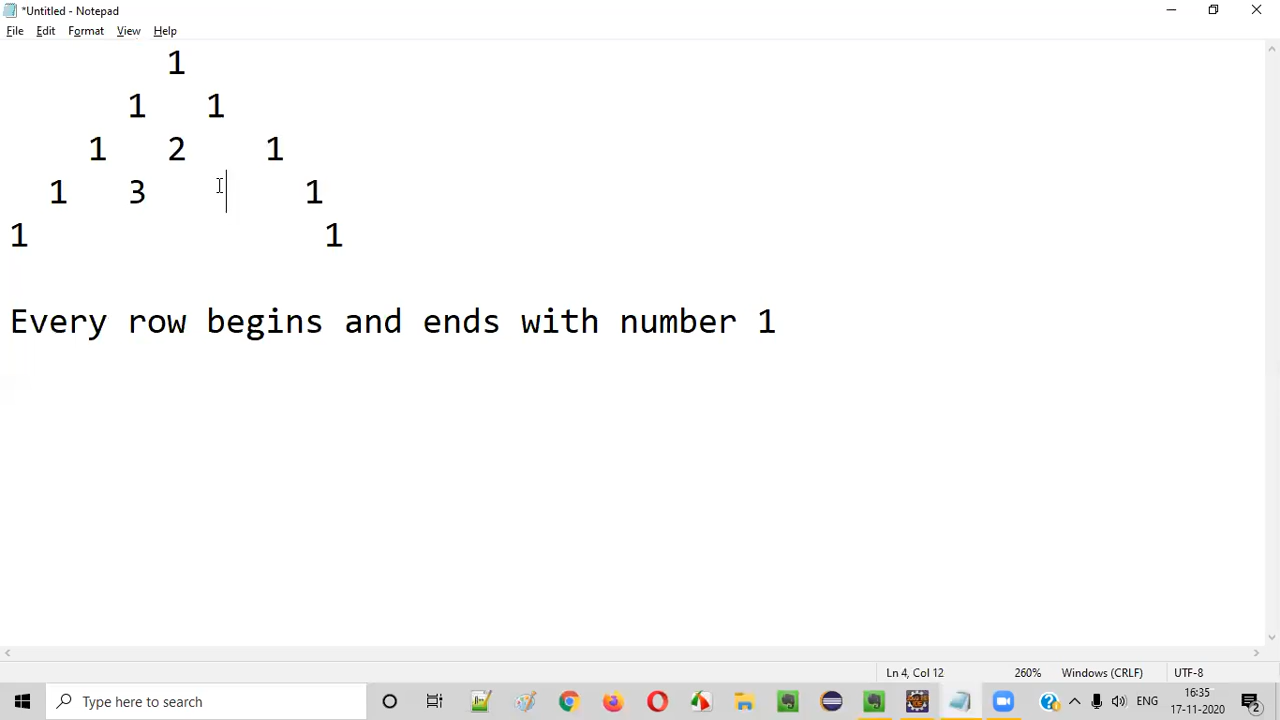 *Untitled - Notepad
File Edit Format View Help
1
1 1
1 2 1
1 3 1
1 1
Every row begins and ends with number 1
Ln 4, Col 12 260% Windows (CRLF) UTF-8
Type here to search
ENG
16:35
17-11-2020
2